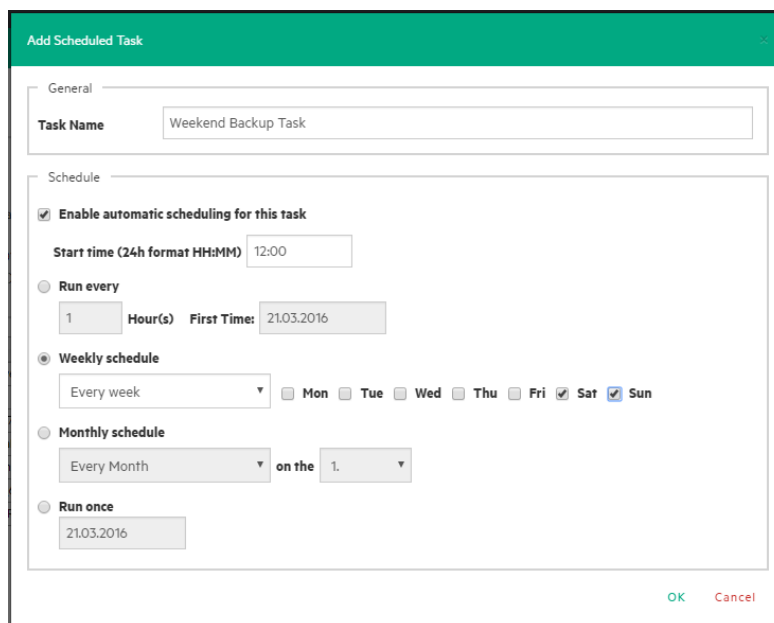 Add Scheduled Task
General
Task Name Weekend Backup Task
Schedule
Enable automatic scheduling for this task
Start time (24h format HH:MM) 12:00
Run every
1 Hour(s) First Time: 21.03.2016
Weekly schedule
Every week Mon Tue Wed Thu Fri Sat Sun
Monthly schedule
Every Month on the 1.
Run once
21.03.2016
OK Cancel